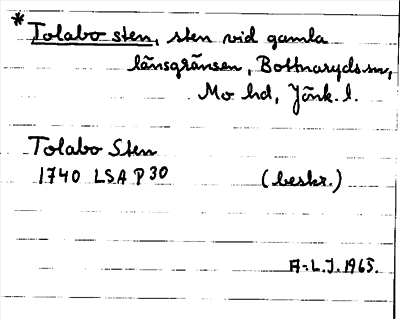 * Tolabo sten, sten vid gamla
länsgränsen, Bottnaryds sn,
Mo hd, Jönk. l.
Tolabo Sten
1740 LSA P 30 (beskr.)
A-L. J. 1965.